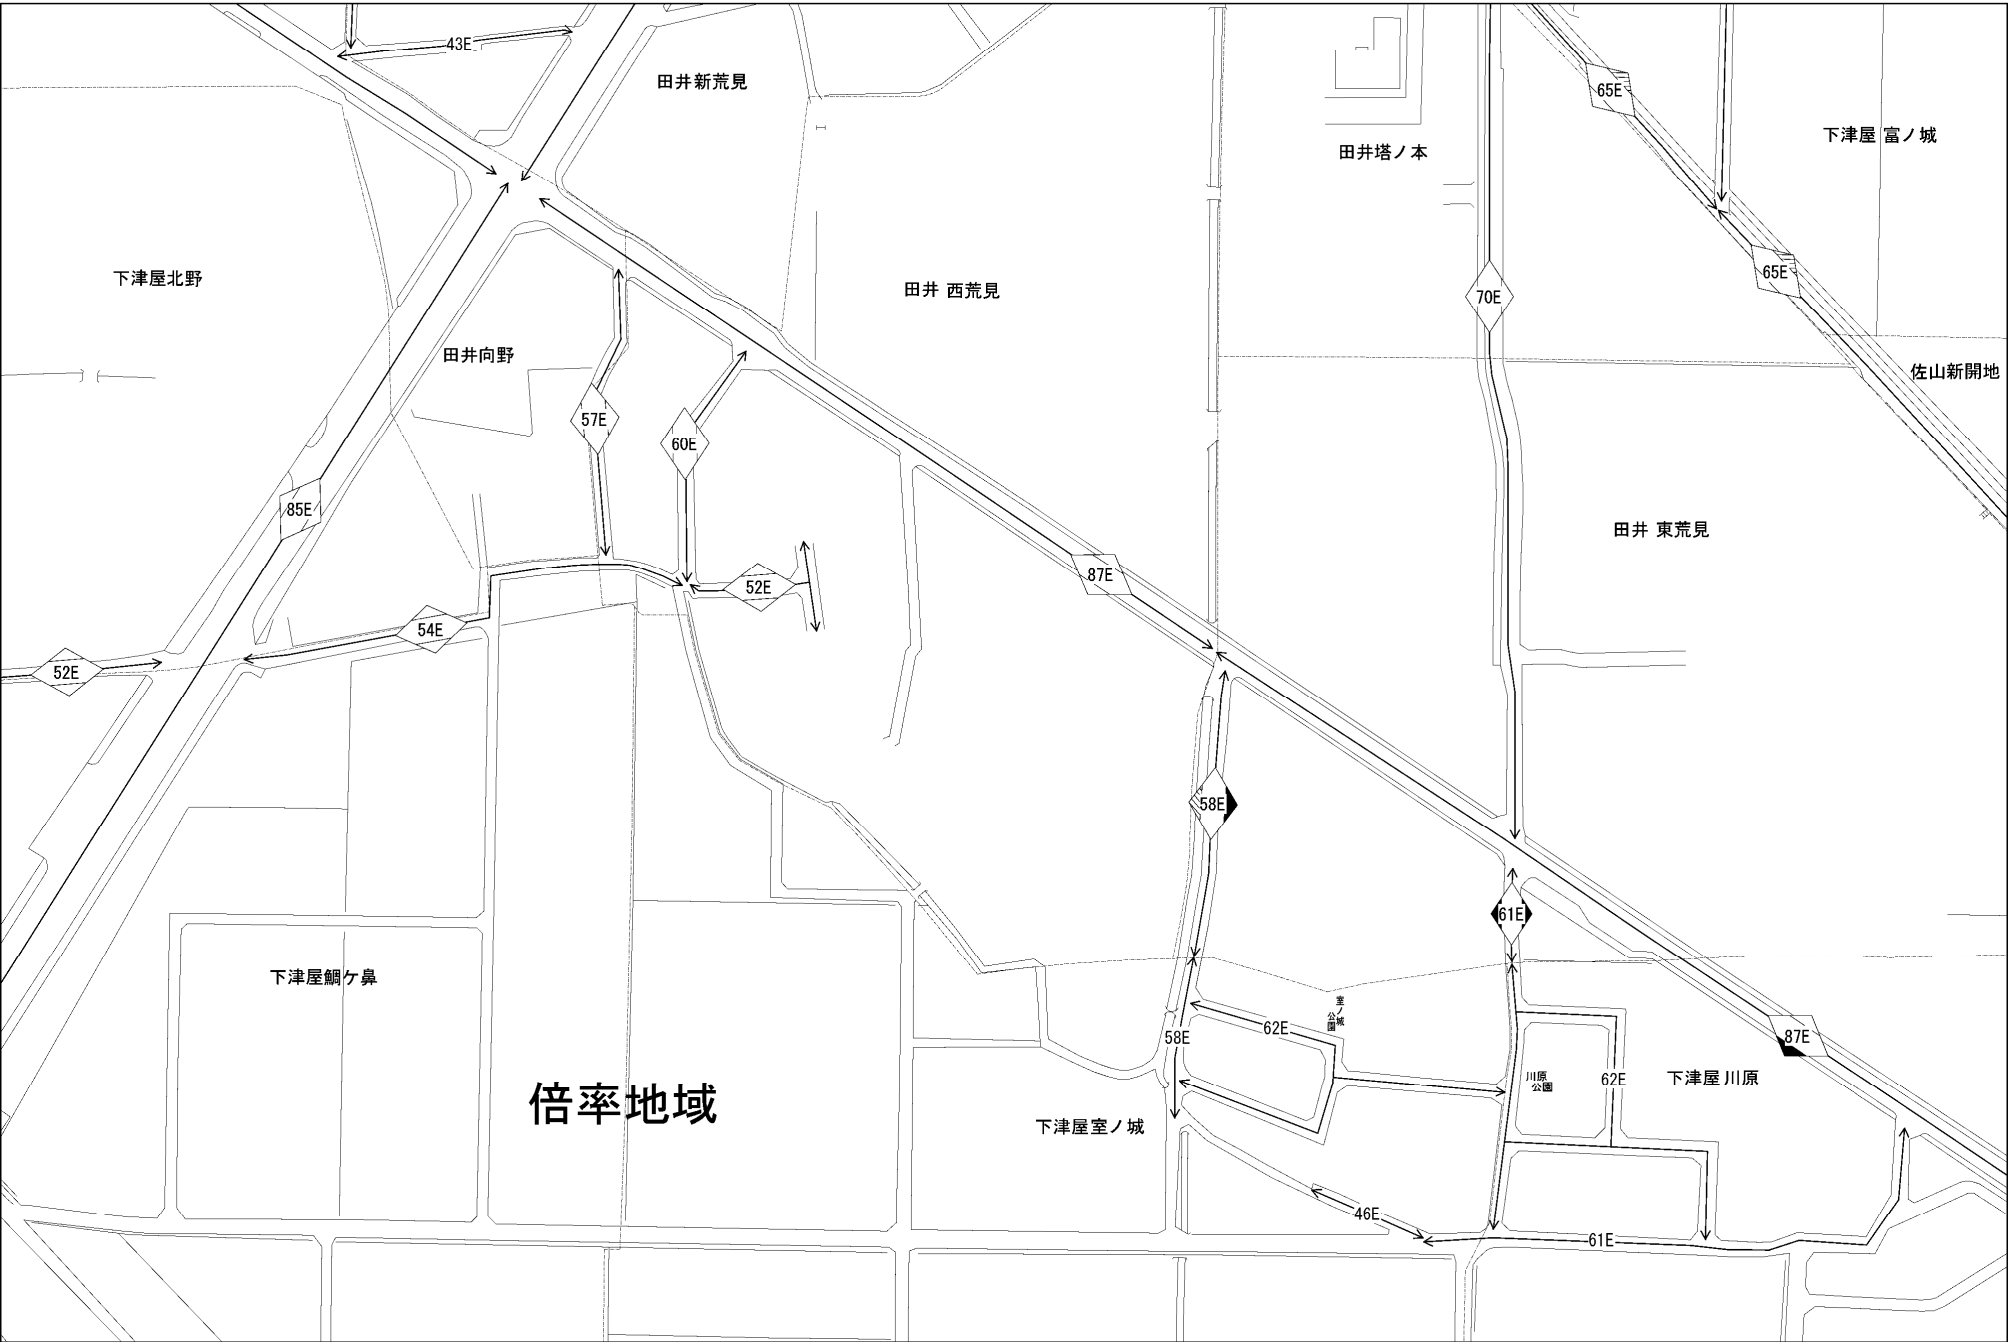 43E
田井新荒見
65E
下津屋 富ノ城
田井塔ノ本
下津屋北野
65E
田井 西荒見
70E
田井向野
佐山新開地
57E
60E
85E
田井 東荒見
87E
52E
54E
52E
58E
61E
下津屋鯛ケ鼻
室ノ城
公園
62E
58E
87E
川原
公園
62E
下津屋 川原
倍率地域
下津屋室ノ城
46E
61E